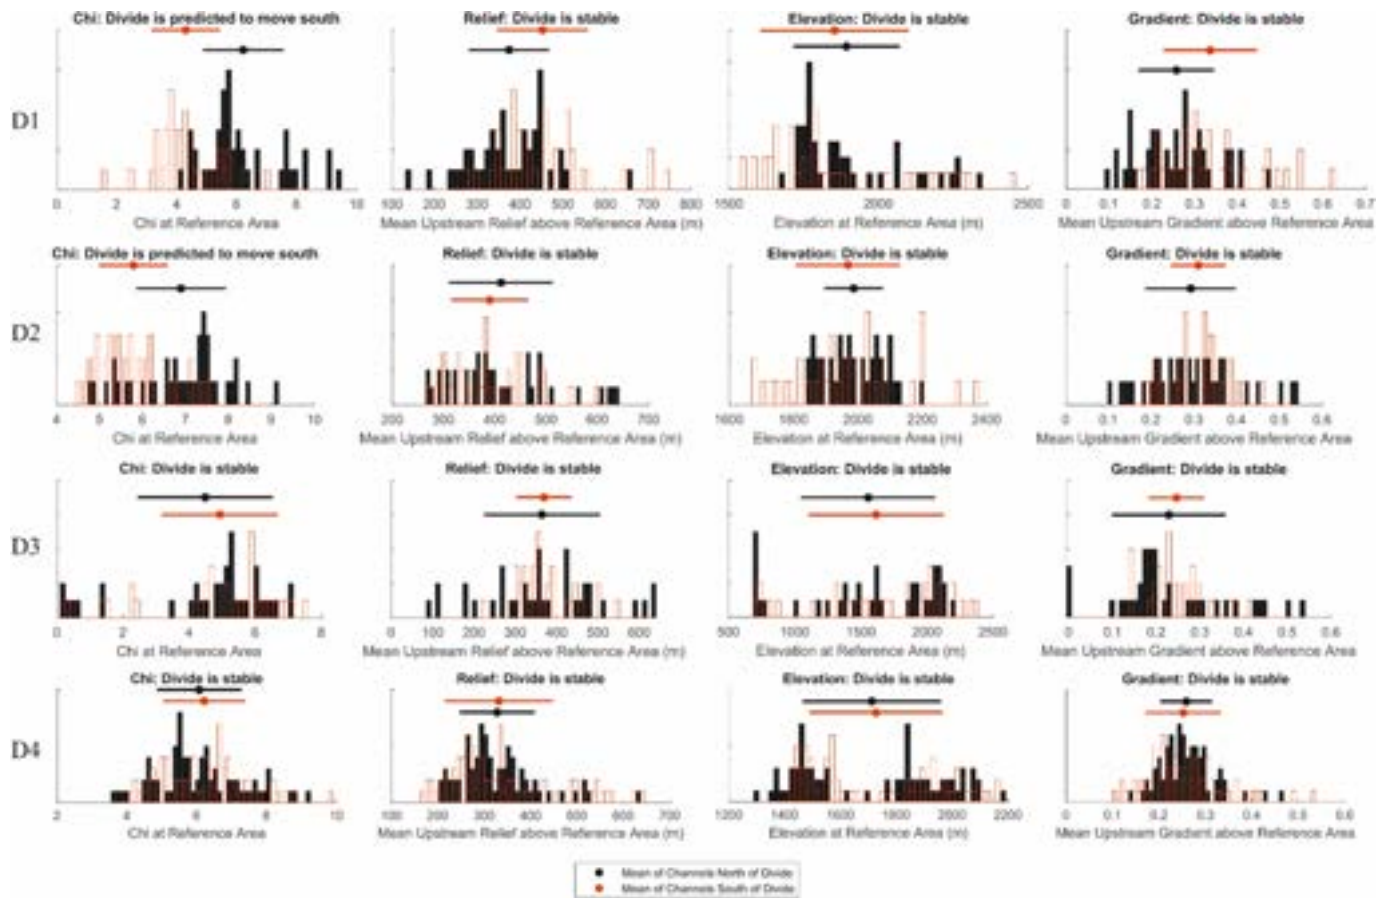 Chi: Divide is predicted to move south
Relief: Divide is stable
Elevation: Divide is stable
Gradient: Divide is stable
D1
0 2 4 6 8 10
100 200 300 400 500 600 700 800
1500 2000 2500
0 0.1 0.2 0.3 0.4 0.5 0.6 0.7
Chi at Reference Area
Mean Upstream Relief above Reference Area (m)
Elevation at Reference Area (m)
Mean Upstream Gradient above Reference Area
Chi: Divide is predicted to move south
Relief: Divide is stable
Elevation: Divide is stable
Gradient: Divide is stable
D2
4 5 6 7 8 9 10
200 300 400 500 600 700
1600 1800 2000 2200 2400
0 0.1 0.2 0.3 0.4 0.5 0.6
Chi at Reference Area
Mean Upstream Relief above Reference Area (m)
Elevation at Reference Area (m)
Mean Upstream Gradient above Reference Area
Chi: Divide is stable
Relief: Divide is stable
Elevation: Divide is stable
Gradient: Divide is stable
D3
0 2 4 6 8
0 100 200 300 400 500 600
500 1000 1500 2000 2500
0 0.1 0.2 0.3 0.4 0.5 0.6
Chi at Reference Area
Mean Upstream Relief above Reference Area (m)
Elevation at Reference Area (m)
Mean Upstream Gradient above Reference Area
Chi: Divide is stable
Relief: Divide is stable
Elevation: Divide is stable
Gradient: Divide is stable
D4
2 4 6 8 10
100 200 300 400 500 600 700
1200 1400 1600 1800 2000 2200
0 0.1 0.2 0.3 0.4 0.5 0.6
Chi at Reference Area
Mean Upstream Relief above Reference Area (m)
Elevation at Reference Area (m)
Mean Upstream Gradient above Reference Area
Mean of Channels North of Divide
Mean of Channels South of Divide